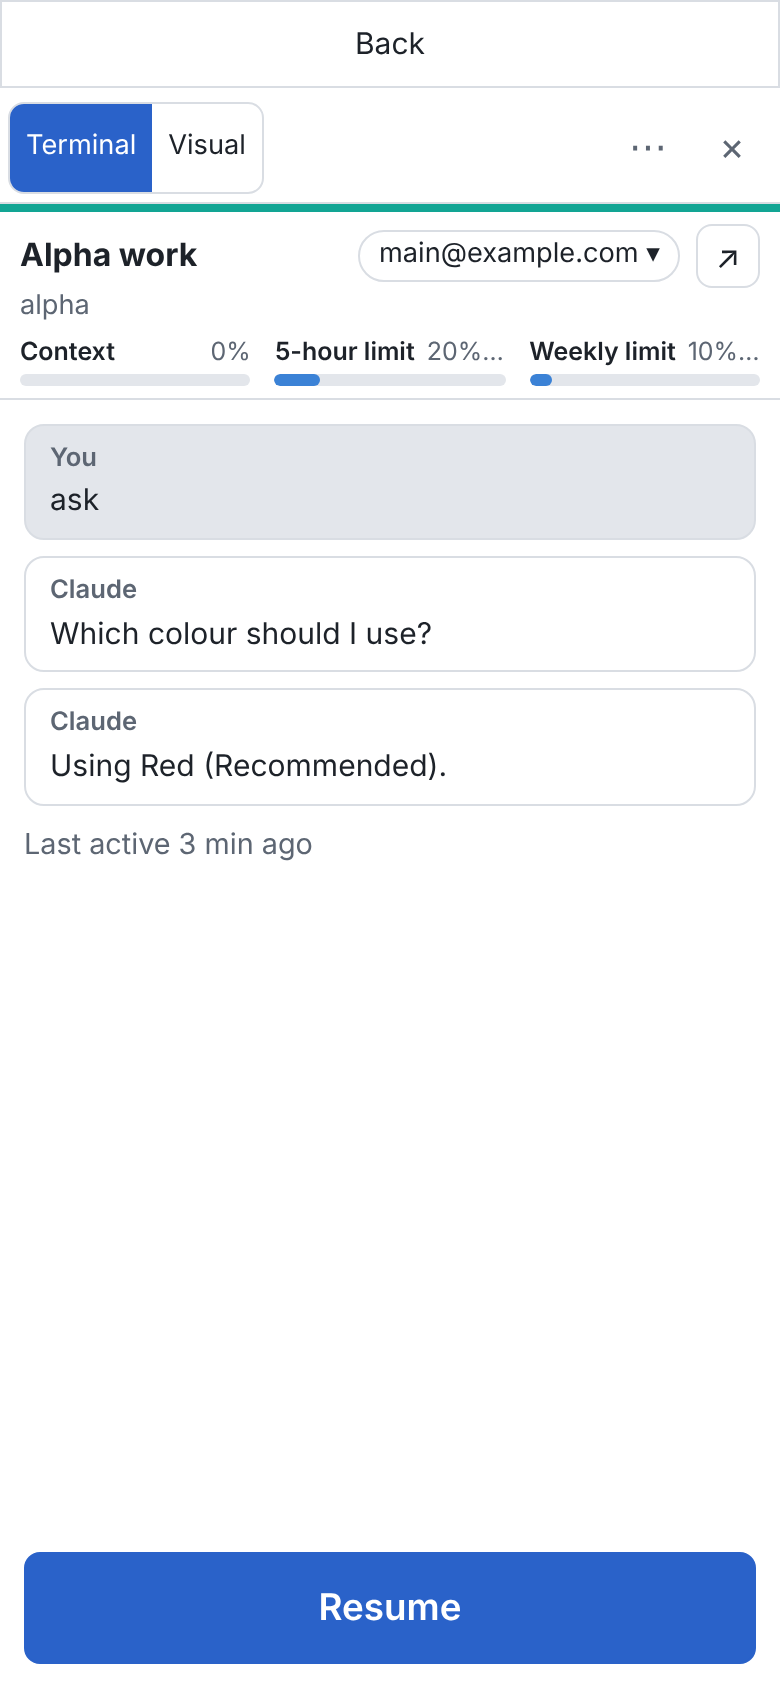 Back
Terminal Visual ··· ×
Alpha work main@example.com ▾ ↗
alpha
Context 0% 5-hour limit 20%... Weekly limit 10%...
You
ask
Claude
Which colour should I use?
Claude
Using Red (Recommended).
Last active 3 min ago
Resume